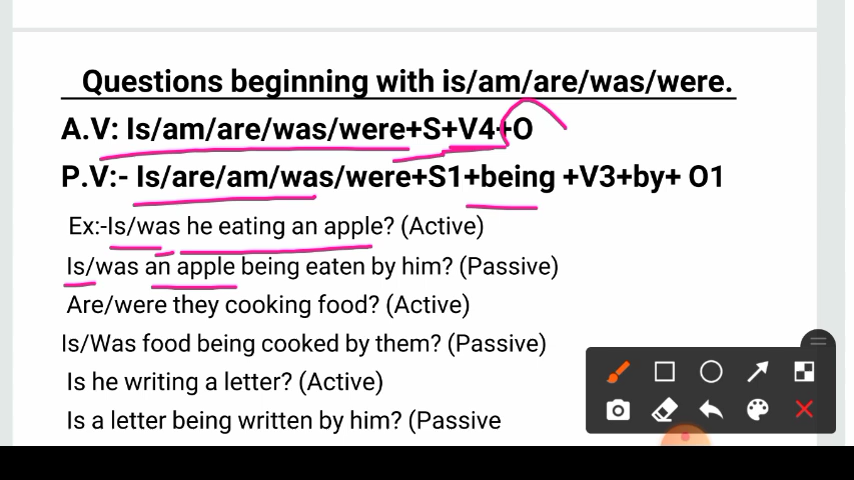 Questions beginning with is/am/are/was/were.
A.V: Is/am/are/was/were+S+V4+O
P.V:- Is/are/am/was/were+S1+being +V3+by+ O1
Ex:-Is/was he eating an apple? (Active)
Is/was an apple being eaten by him? (Passive)
Are/were they cooking food? (Active)
Is/Was food being cooked by them? (Passive)
Is he writing a letter? (Active)
Is a letter being written by him? (Passive